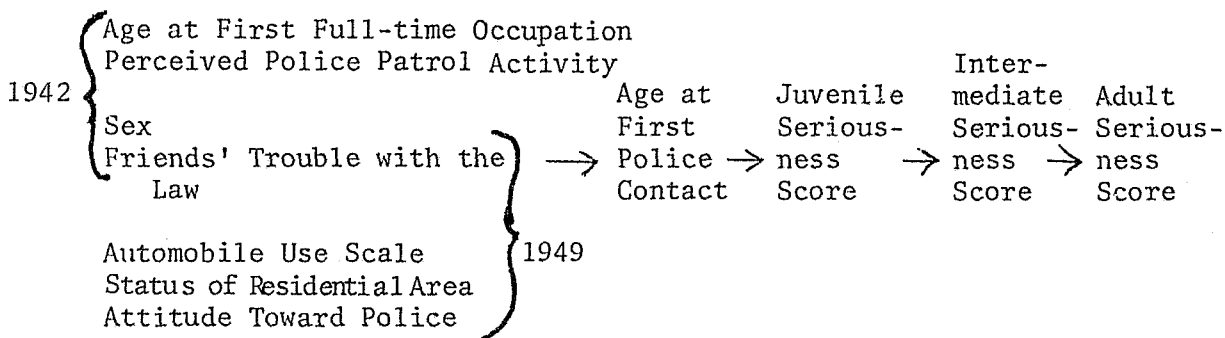 Age at First Full-time Occupation
Perceived Police Patrol Activity
1942
Sex
Friends' Trouble with the
Law
Automobile Use Scale
Status of Residential Area
Attitude Toward Police
1949
Age at
First
Police
Contact
Juvenile
Serious-
ness
Score
Inter-
mediate
Serious-
ness
Score
Adult
Serious-
ness
Score